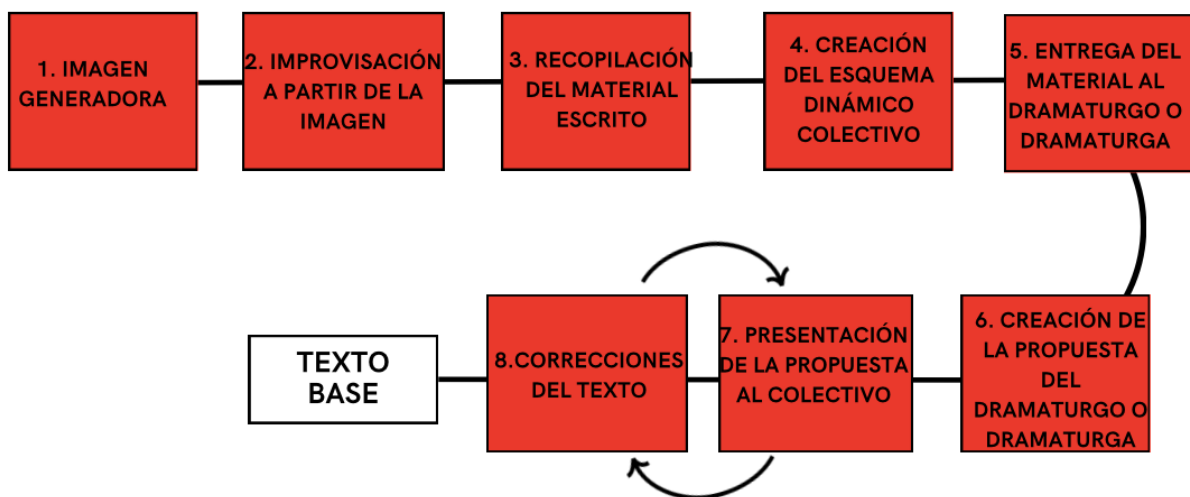 1. IMAGEN
GENERADORA
2. IMPROVISACIÓN
A PARTIR DE LA
IMAGEN
3. RECOPILACIÓN
DEL MATERIAL
ESCRITO
4. CREACIÓN
DEL ESQUEMA
DINÁMICO
COLECTIVO
5. ENTREGA DEL
MATERIAL AL
DRAMATURGO O
DRAMATURGA
6. CREACIÓN DE
LA PROPUESTA
DEL
DRAMATURGO O
DRAMATURGA
7. PRESENTACIÓN
DE LA PROPUESTA
AL COLECTIVO
8.CORRECCIONES
DEL TEXTO
TEXTO
BASE